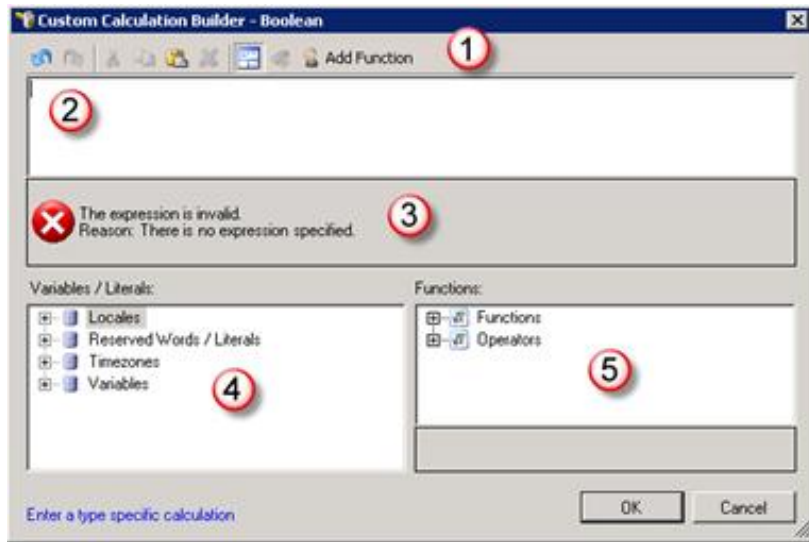 Custom Calculation Builder - Boolean
Add Function
1
2
The expression is invalid.
Reason: There is no expression specified.
3
Variables / Literals:
Locales
Reserved Words / Literals
Timezones
Variables
4
Functions:
Functions
Operators
5
Enter a type specific calculation
OK
Cancel